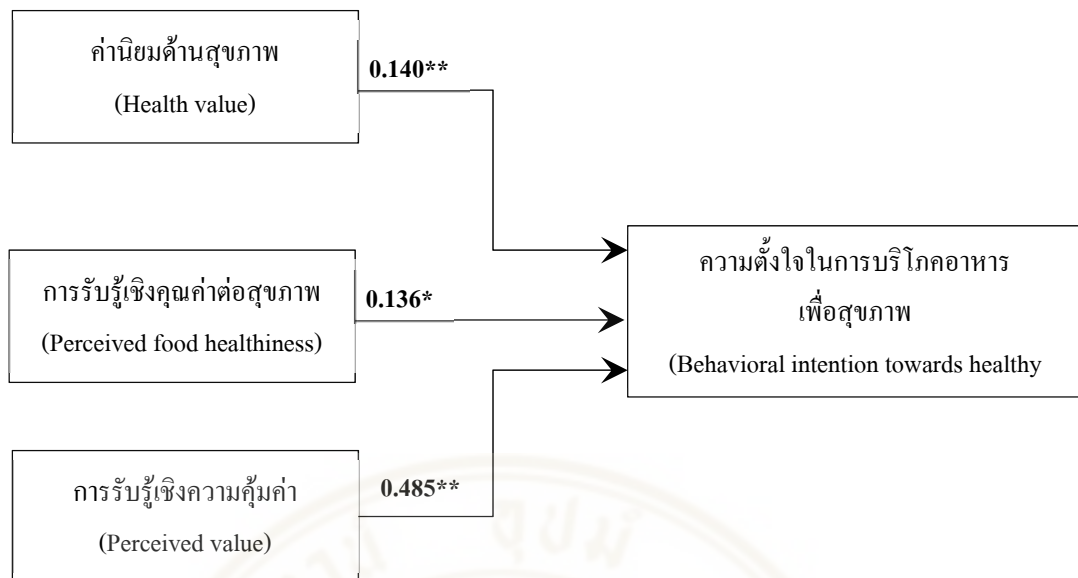 ค่านิยมด้านสุขภาพ
(Health value)
0.140**
การรับรู้เชิงคุณค่าต่อสุขภาพ
(Perceived food healthiness)
0.136*
การรับรู้เชิงความคุ้มค่า
(Perceived value)
0.485**
ความตั้งใจในการบริโภคอาหาร
เพื่อสุขภาพ
(Behavioral intention towards healthy